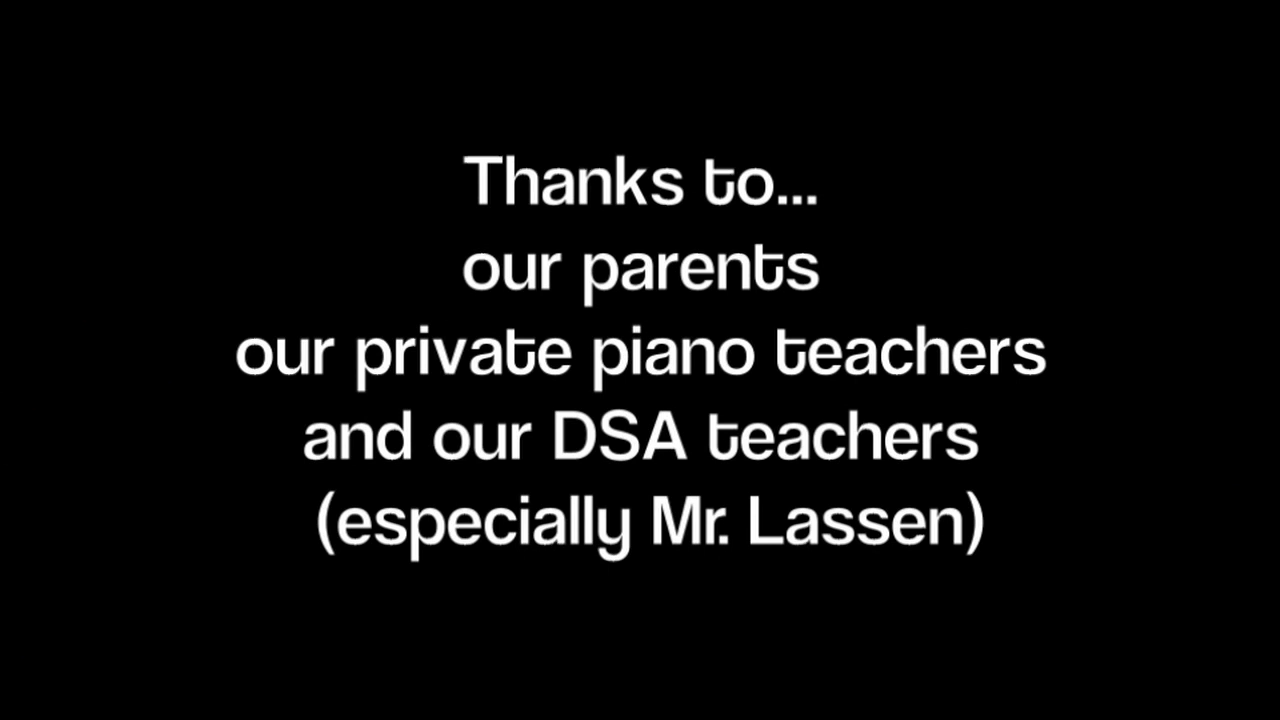 Thanks to...
our parents
our private piano teachers
and our DSA teachers
(especially Mr. Lassen)